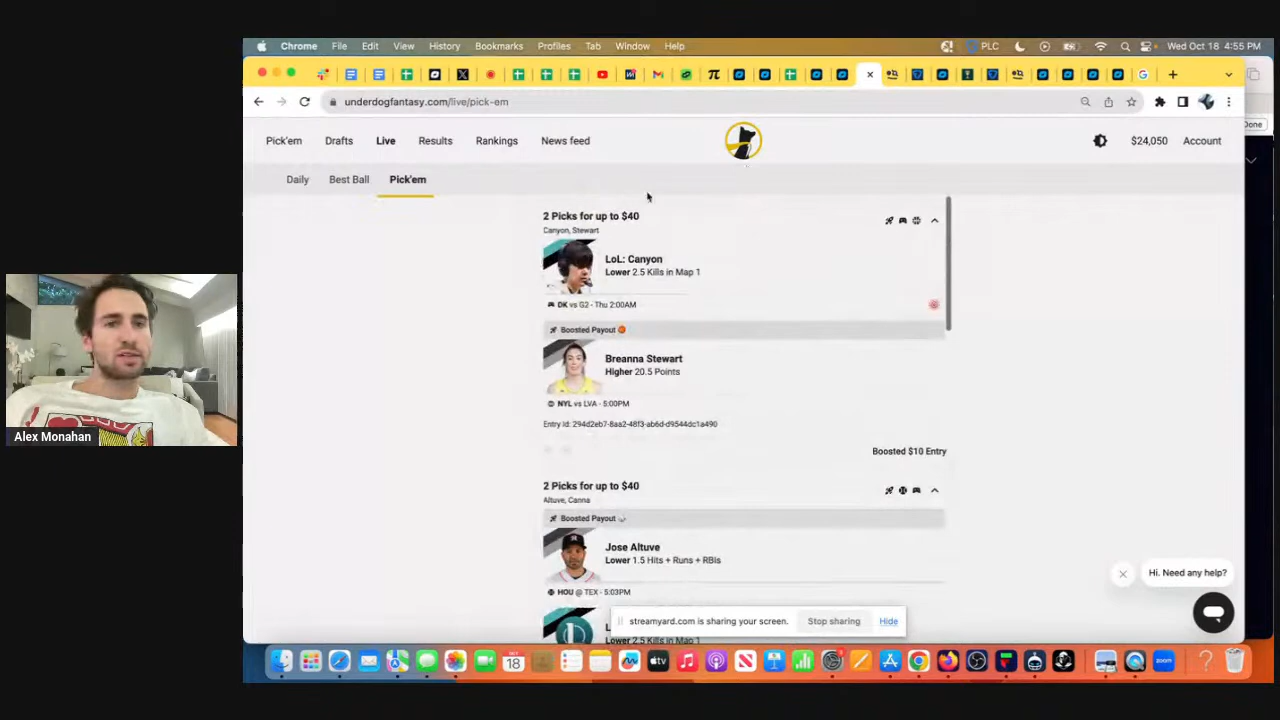 Chrome File Edit View History Bookmarks Profiles Tab Window Help PLC Wed Oct 18 4:55 PM
underdogfantasy.com/live/pick-em
Done
Pick'em Drafts Live Results Rankings News feed $24,050 Account
Daily Best Ball Pick'em
2 Picks for up to $40
Canyon, Stewart
LoL: Canyon
Lower 2.5 Kills in Map 1
DK vs G2 - Thu 2:00AM
Boosted Payout
Breanna Stewart
Higher 20.5 Points
NYL vs LVA - 5:00PM
Entry Id: 294d2eb7-8aa2-48f3-ab6d-d9544dc1a490
Boosted $10 Entry
2 Picks for up to $40
Altuve, Canna
Boosted Payout
Jose Altuve
Lower 1.5 Hits + Runs + RBIs
HOU @ TEX - 5:03PM
Lower 2.5 Kills in Map 1
Hi. Need any help?
streamyard.com is sharing your screen. Stop sharing Hide
Alex Monahan